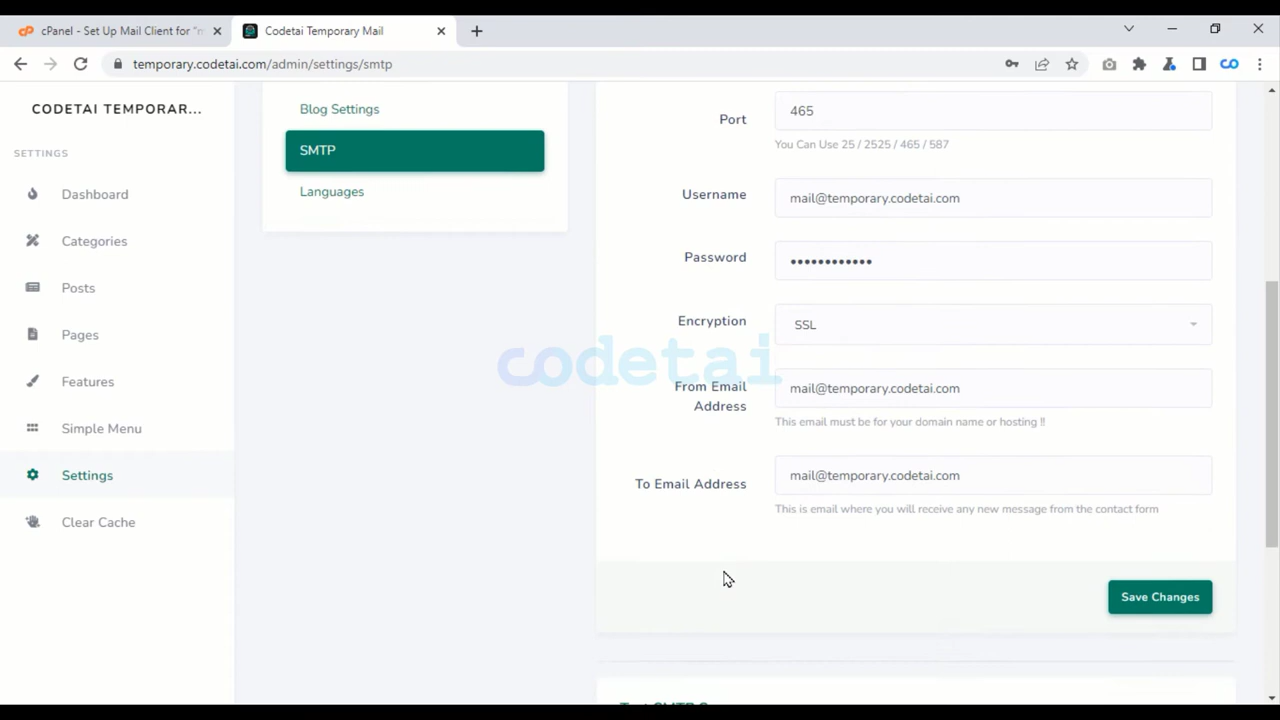 cPanel - Set Up Mail Client for "m
Codetai Temporary Mail
temporary.codetai.com/admin/settings/smtp
CODETAI TEMPORAR...
SETTINGS
Dashboard
Categories
Posts
Pages
Features
Simple Menu
Settings
Clear Cache
Blog Settings
SMTP
Languages
Port
465
You Can Use 25 / 2525 / 465 / 587
Username
mail@temporary.codetai.com
Password
••••••••••••
Encryption
SSL
codetai
From Email
Address
mail@temporary.codetai.com
This email must be for your domain name or hosting !!
To Email Address
mail@temporary.codetai.com
This is email where you will receive any new message from the contact form
Save Changes